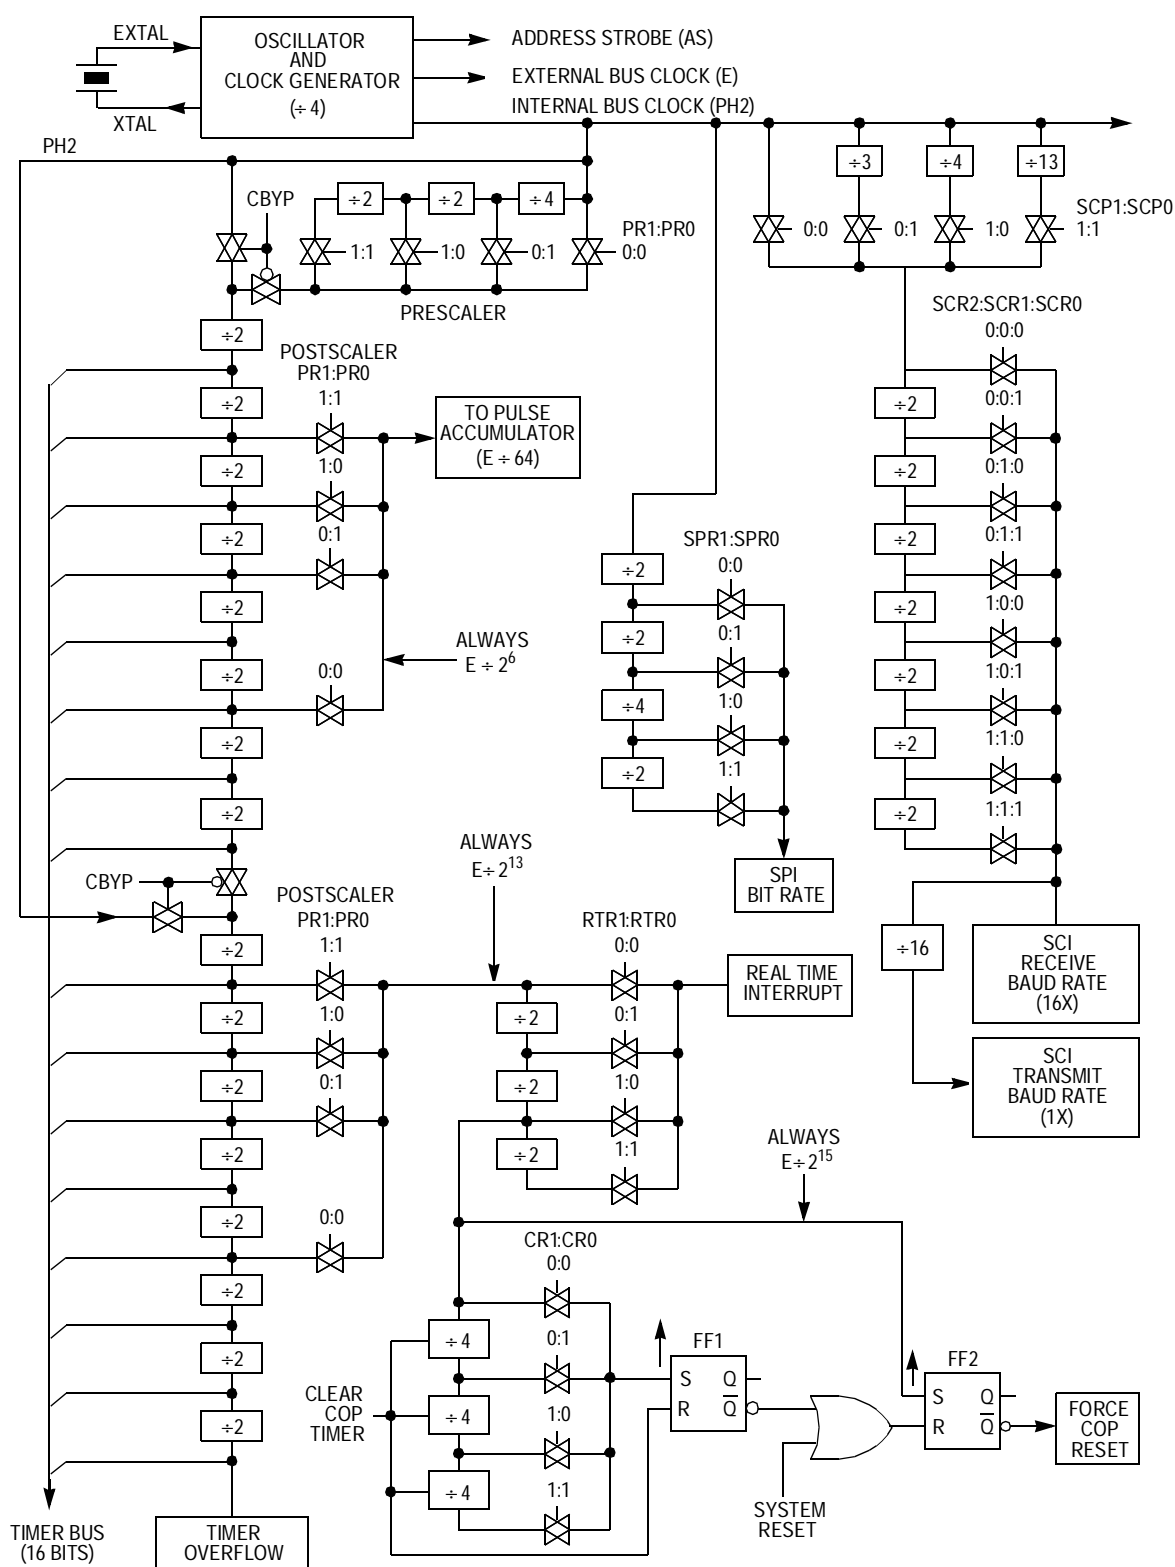 EXTAL
OSCILLATOR
AND
CLOCK GENERATOR
(÷ 4)
XTAL
ADDRESS STROBE (AS)
EXTERNAL BUS CLOCK (E)
INTERNAL BUS CLOCK (PH2)
PH2
CBYP
÷2
÷2
÷4
÷3
÷4
÷13
PR1:PR0
1:1
1:0
0:1
0:0
PRESCALER
SCP1:SCP0
0:0
0:1
1:0
1:1
÷2
÷2
÷2
÷2
÷2
÷2
÷2
÷2
POSTSCALER
PR1:PR0
1:1
1:0
0:1
0:0
TO PULSE
ACCUMULATOR
(E ÷ 64)
ALWAYS
E ÷ 2⁶
SPR1:SPR0
0:0
0:1
1:0
1:1
÷2
÷2
÷4
÷2
SPI
BIT RATE
SCR2:SCR1:SCR0
0:0:0
0:0:1
0:1:0
0:1:1
1:0:0
1:0:1
1:1:0
1:1:1
÷2
÷2
÷2
÷2
÷2
÷2
÷2
÷16
SCI
RECEIVE
BAUD RATE
(16X)
SCI
TRANSMIT
BAUD RATE
(1X)
CBYP
÷2
÷2
÷2
÷2
÷2
÷2
÷2
÷2
POSTSCALER
PR1:PR0
1:1
1:0
0:1
0:0
ALWAYS
E÷ 2¹³
RTR1:RTR0
0:0
0:1
1:0
1:1
÷2
÷2
÷2
REAL TIME
INTERRUPT
ALWAYS
E÷ 2¹⁵
CR1:CR0
0:0
0:1
1:0
1:1
÷ 4
÷4
÷ 4
CLEAR
COP
TIMER
FF1
S
Q
R
Q̅
FF2
S
Q
R
Q̅
SYSTEM
RESET
FORCE
COP
RESET
TIMER BUS
(16 BITS)
TIMER
OVERFLOW